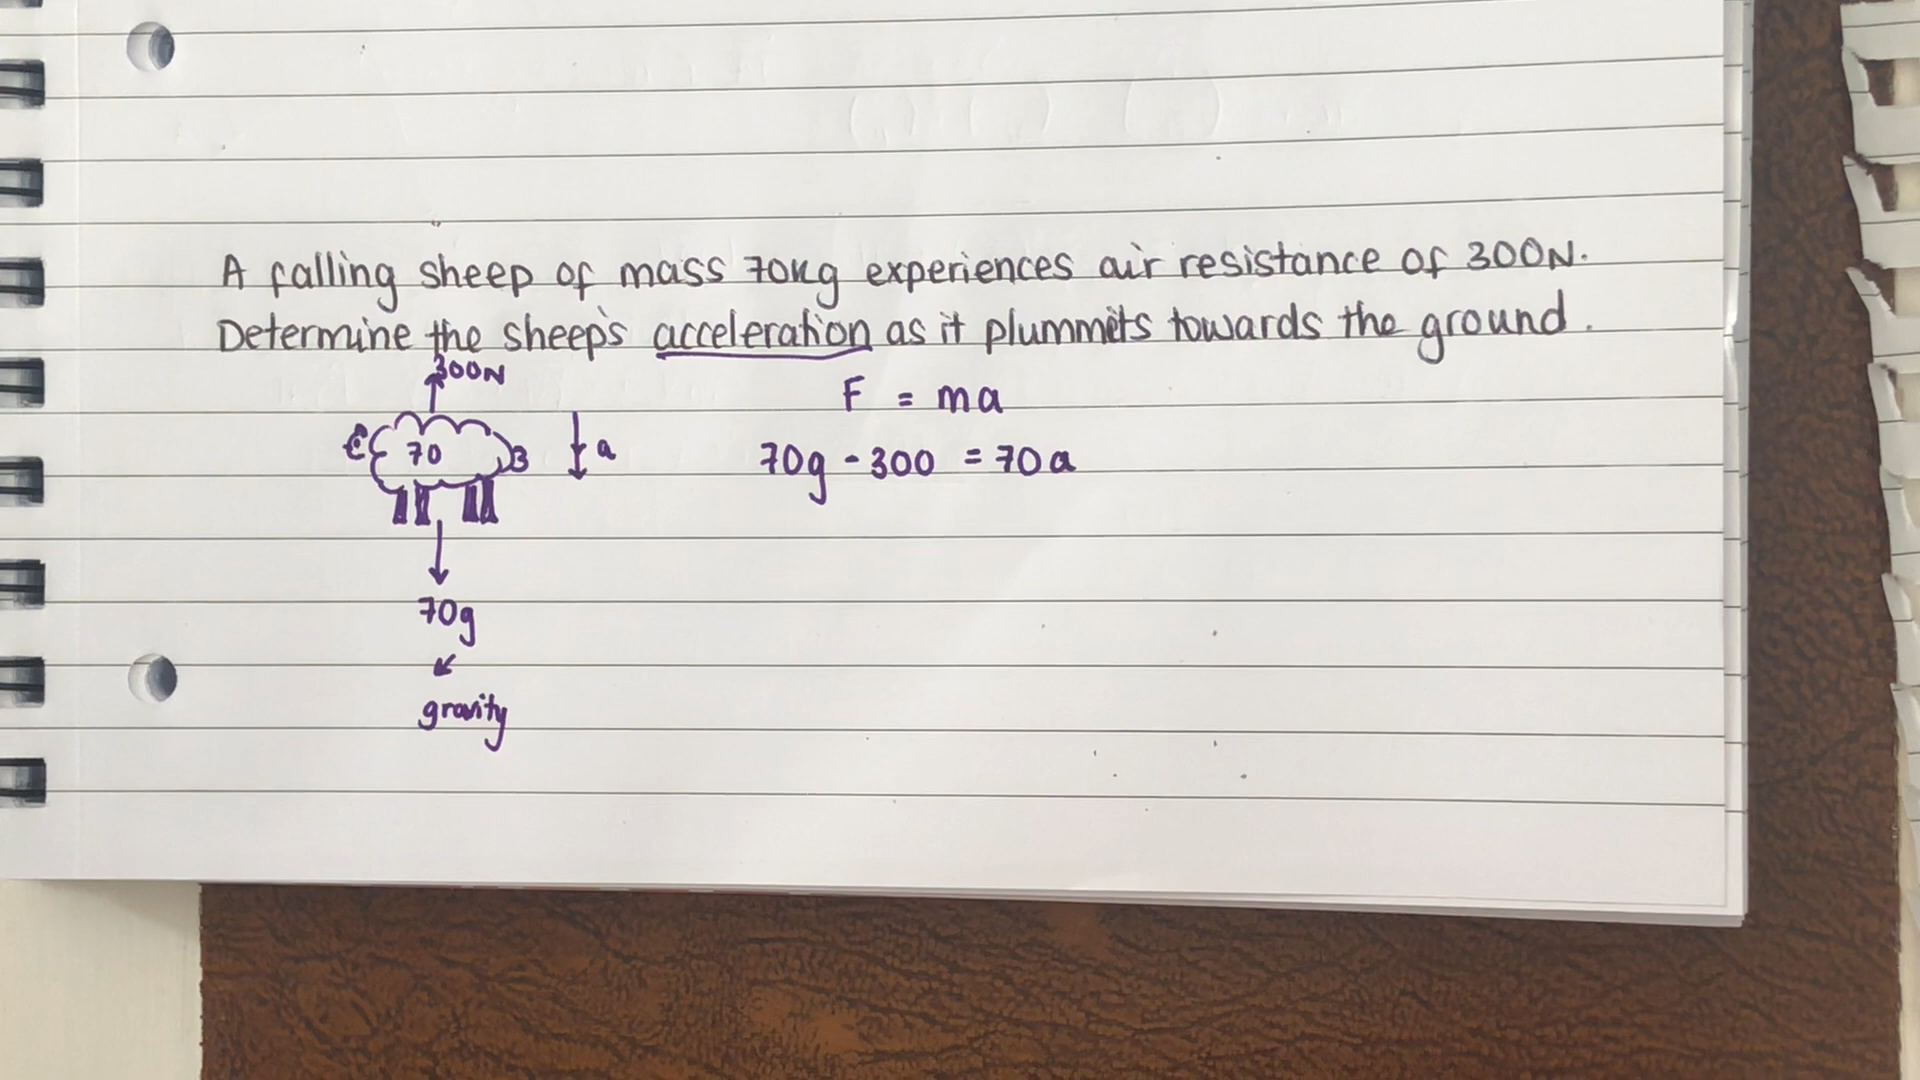 A falling sheep of mass 70kg experiences air resistance of 300N.
Determine the sheep's acceleration as it plummets towards the ground.
300N
F = ma
70
a
70g - 300 = 70a
70g
gravity